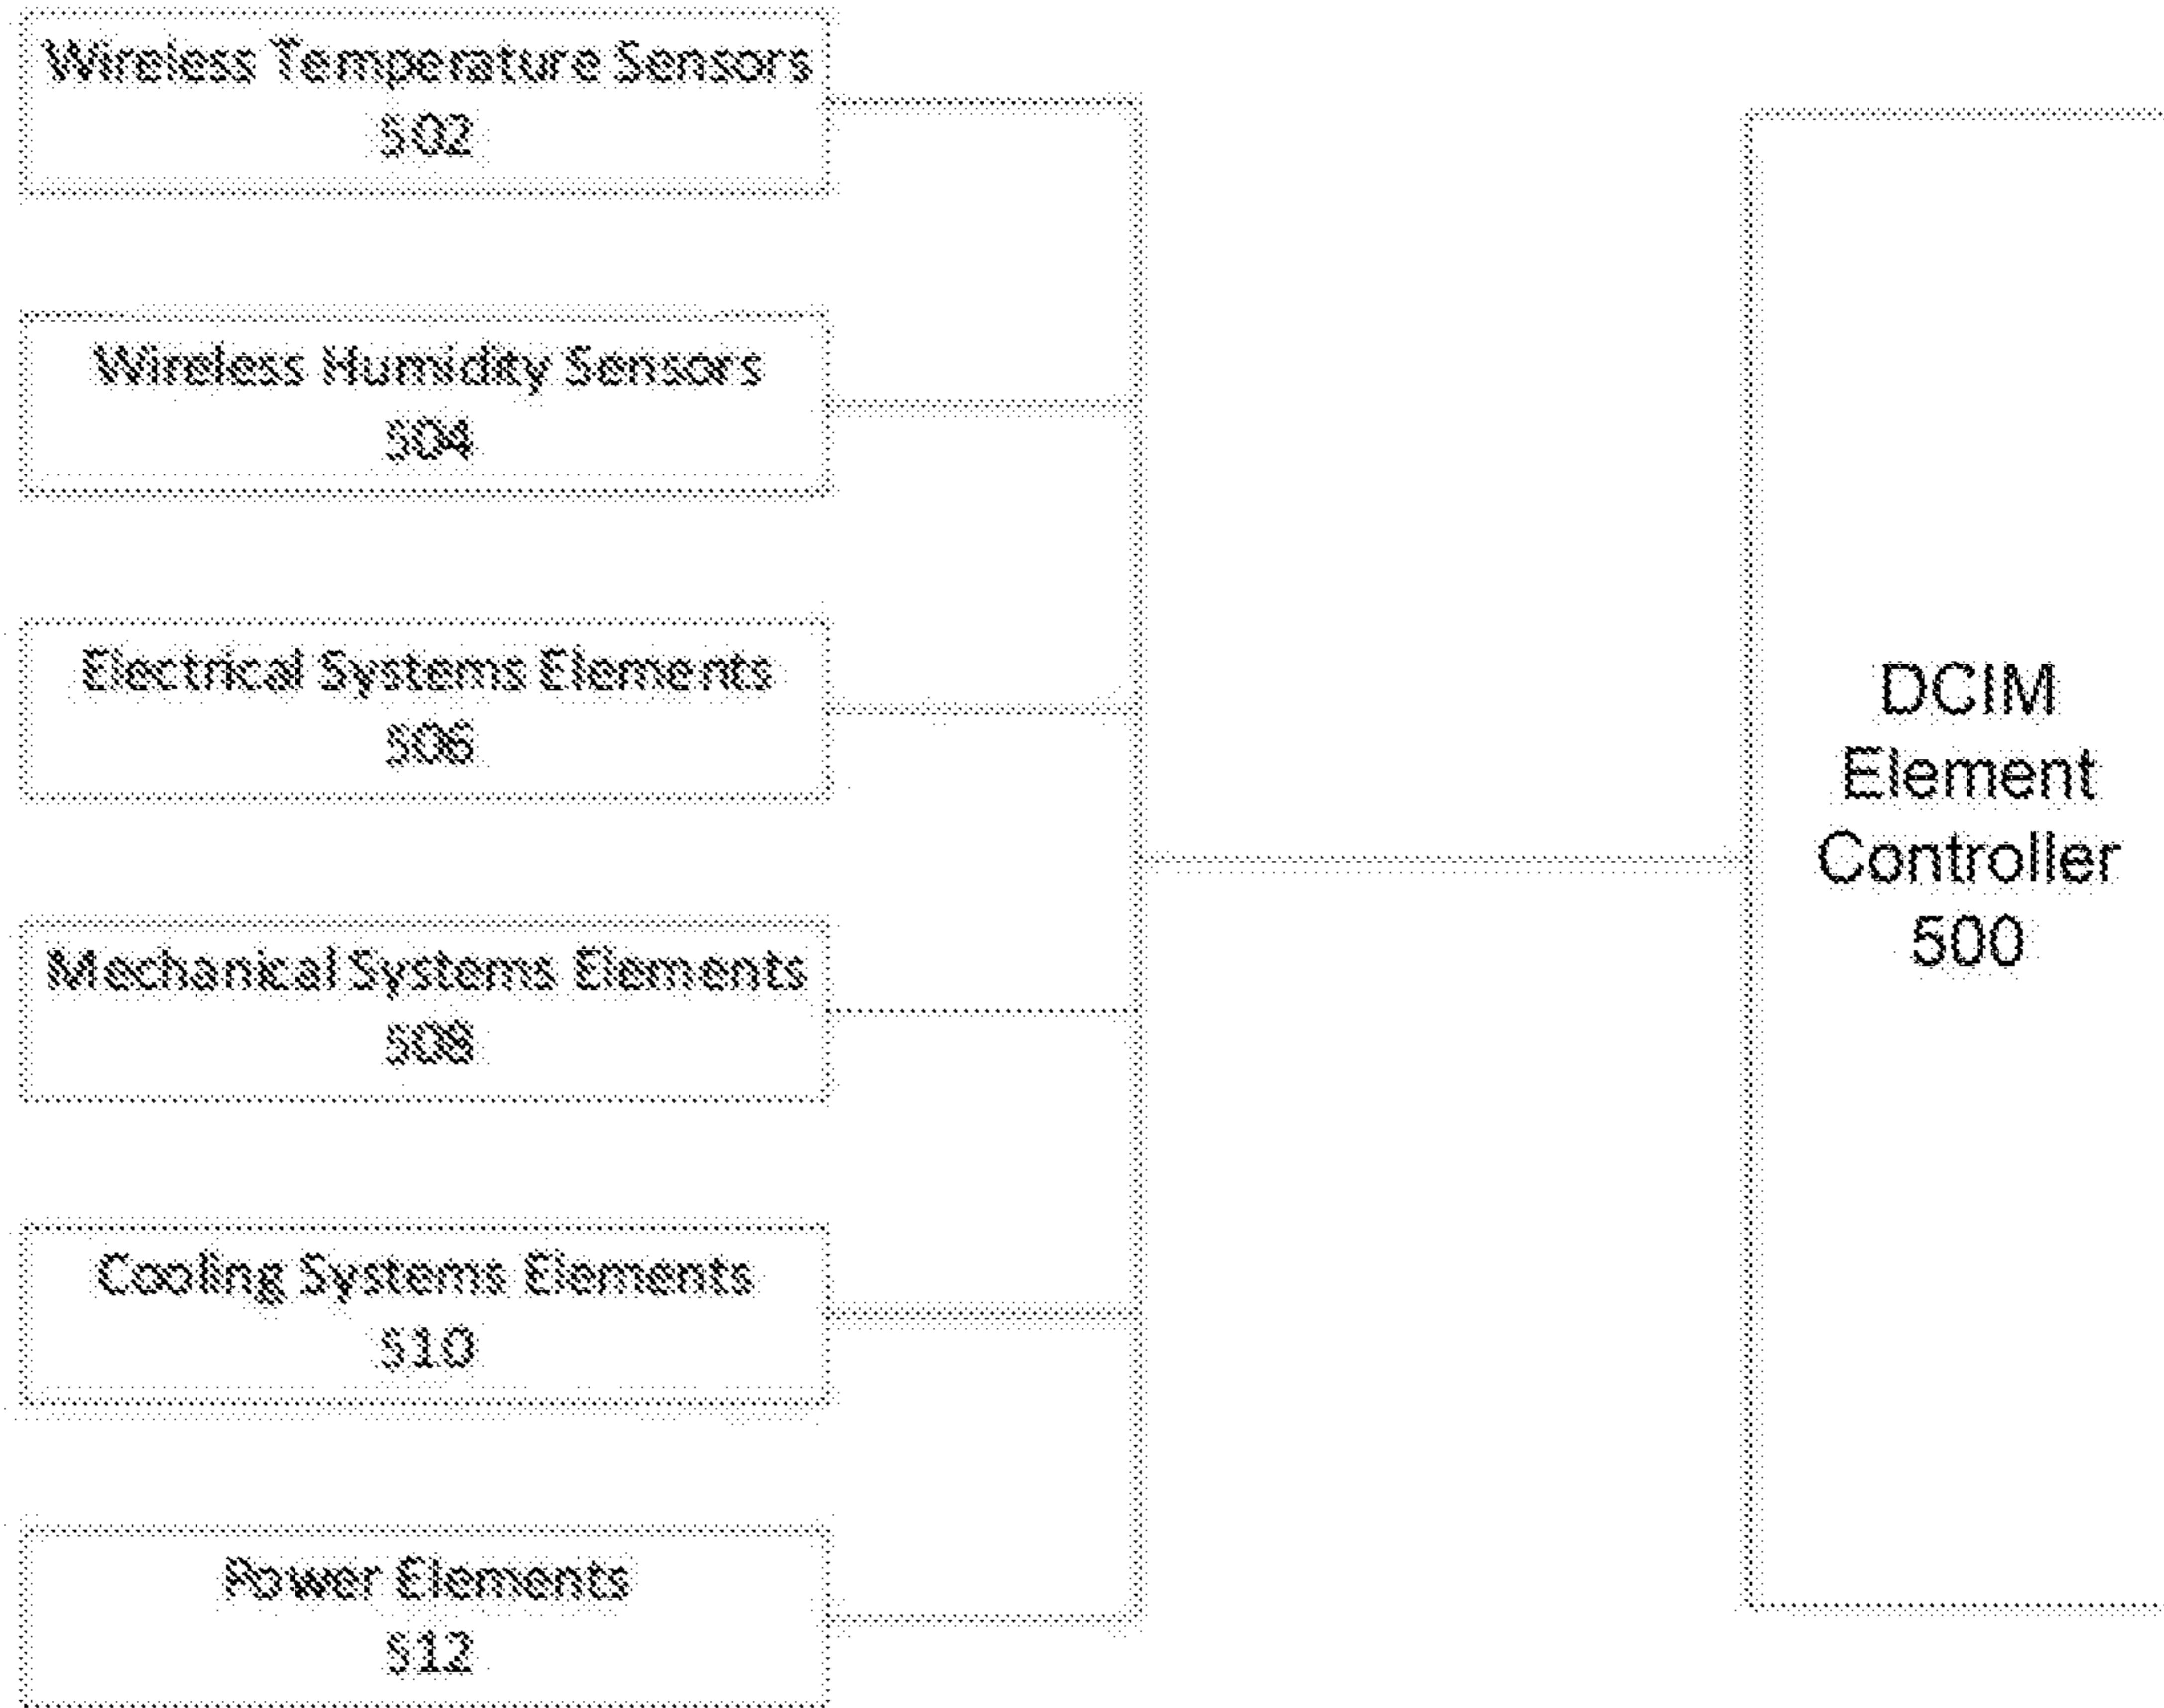 Wireless Temperature Sensors
502
Wireless Humidity Sensors
504
Electrical Systems Elements
506
Mechanical Systems Elements
508
Cooling Systems Elements
510
Power Elements
512
DCIM
Element
Controller
500